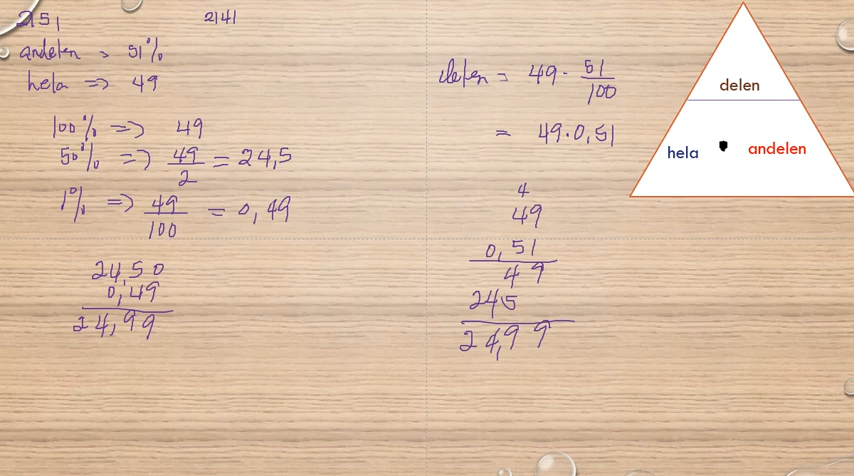 2151
2141
andelen => 51%
hela => 49
100% => 49
50% => 49/2 = 24,5
1% => 49/100 = 0,49
24,50
0,49
24,99
delen = 49 · 51/100
= 49·0,51
4
49
0,51
49
245
24,99
delen
hela
andelen